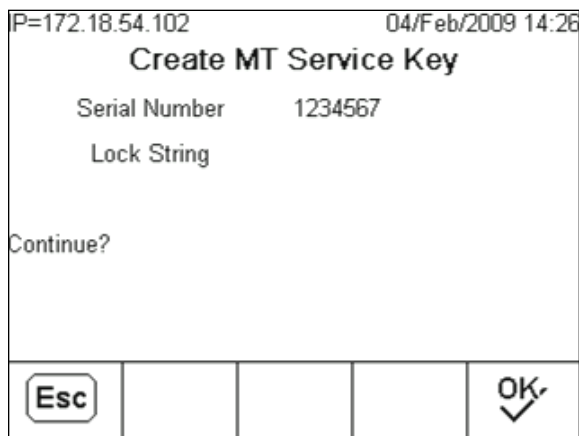 IP=172.18.54.102 04/Feb/2009 14:26
Create MT Service Key
Serial Number 1234567
Lock String
Continue?
Esc OK